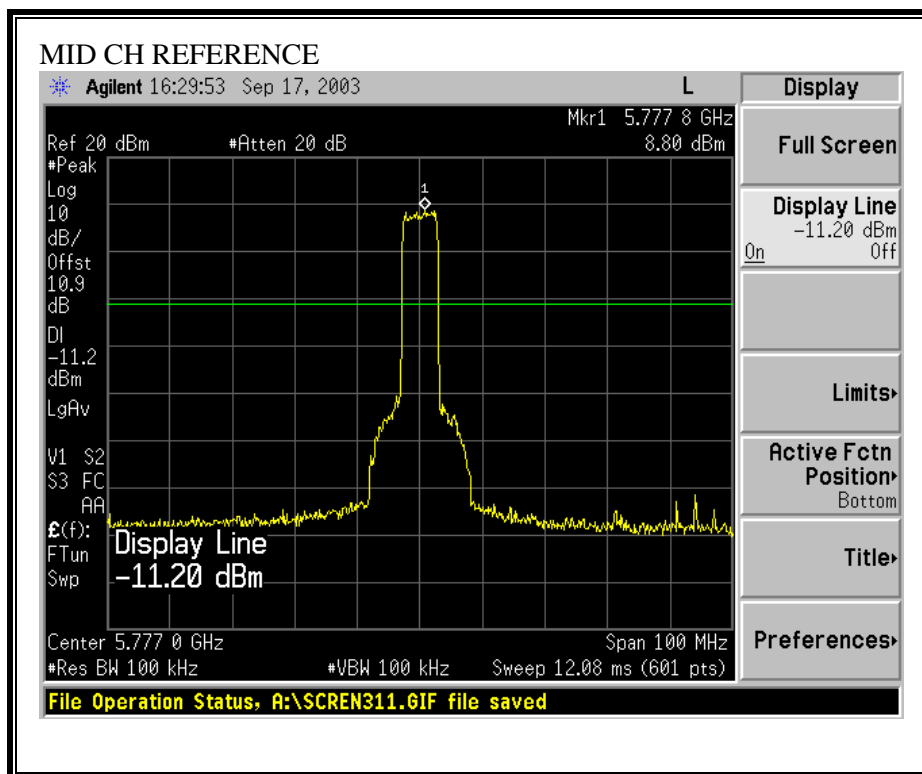 MID CH REFERENCE
Agilent 16:29:53 Sep 17, 2003 L
Display
Mkr1 5.777 8 GHz
Ref 20 dBm #Atten 20 dB 8.80 dBm
Full Screen
#Peak
Log
10
dB/
Offst
10.9
dB
DI
-11.2
dBm
LgAv
V1 S2
S3 FC
AA
£(f):
FTun
Swp
1
Display Line
-11.20 dBm
Center 5.777 0 GHz Span 100 MHz
#Res BW 100 kHz #VBW 100 kHz Sweep 12.08 ms (601 pts)
Display Line
-11.20 dBm
On Off
Limits
Active Fctn
Position
Bottom
Title
Preferences
File Operation Status, A:\SCREN311.GIF file saved